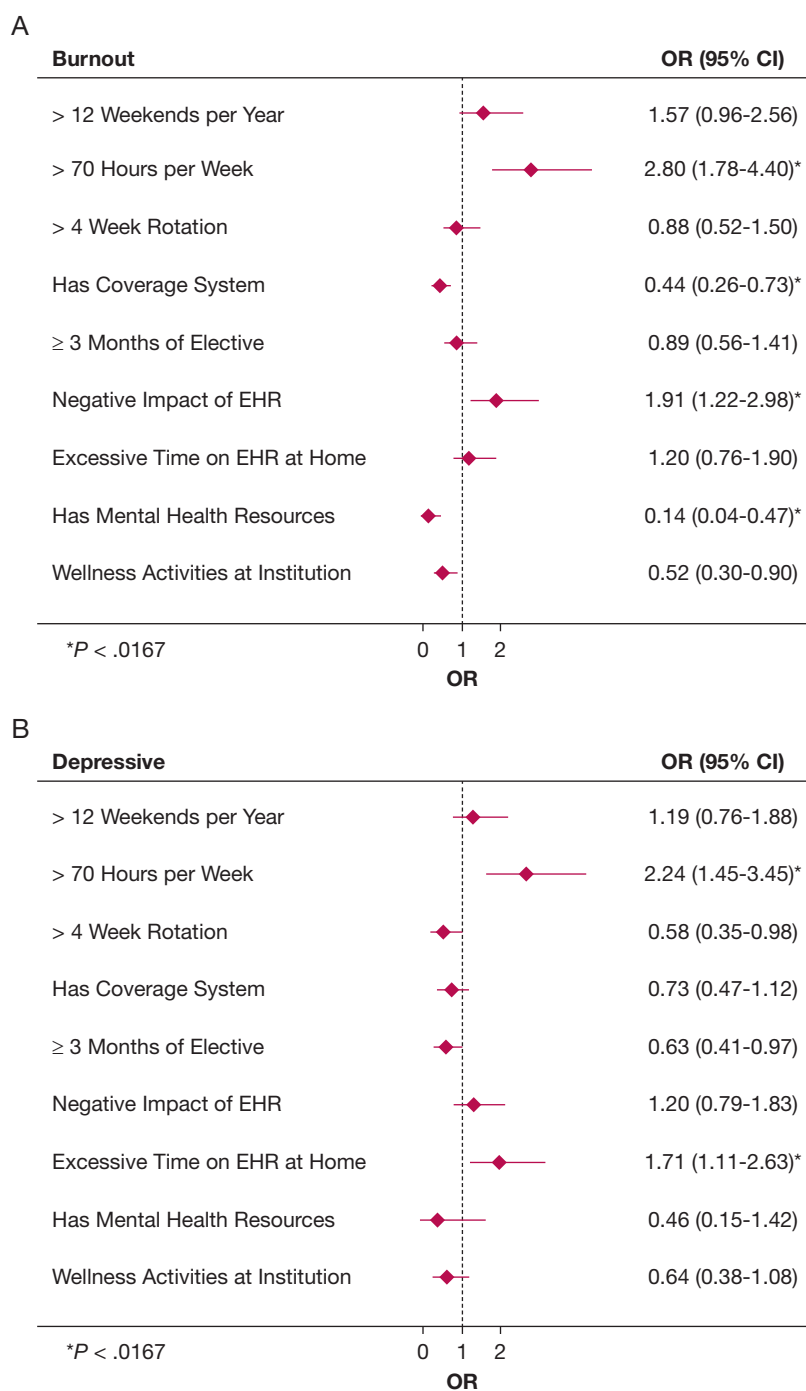 A
Burnout OR (95% CI)
> 12 Weekends per Year 1.57 (0.96-2.56)
> 70 Hours per Week 2.80 (1.78-4.40)*
> 4 Week Rotation 0.88 (0.52-1.50)
Has Coverage System 0.44 (0.26-0.73)*
≥ 3 Months of Elective 0.89 (0.56-1.41)
Negative Impact of EHR 1.91 (1.22-2.98)*
Excessive Time on EHR at Home 1.20 (0.76-1.90)
Has Mental Health Resources 0.14 (0.04-0.47)*
Wellness Activities at Institution 0.52 (0.30-0.90)
*P < .0167 0 1 2
OR
B
Depressive OR (95% CI)
> 12 Weekends per Year 1.19 (0.76-1.88)
> 70 Hours per Week 2.24 (1.45-3.45)*
> 4 Week Rotation 0.58 (0.35-0.98)
Has Coverage System 0.73 (0.47-1.12)
≥ 3 Months of Elective 0.63 (0.41-0.97)
Negative Impact of EHR 1.20 (0.79-1.83)
Excessive Time on EHR at Home 1.71 (1.11-2.63)*
Has Mental Health Resources 0.46 (0.15-1.42)
Wellness Activities at Institution 0.64 (0.38-1.08)
*P < .0167 0 1 2
OR